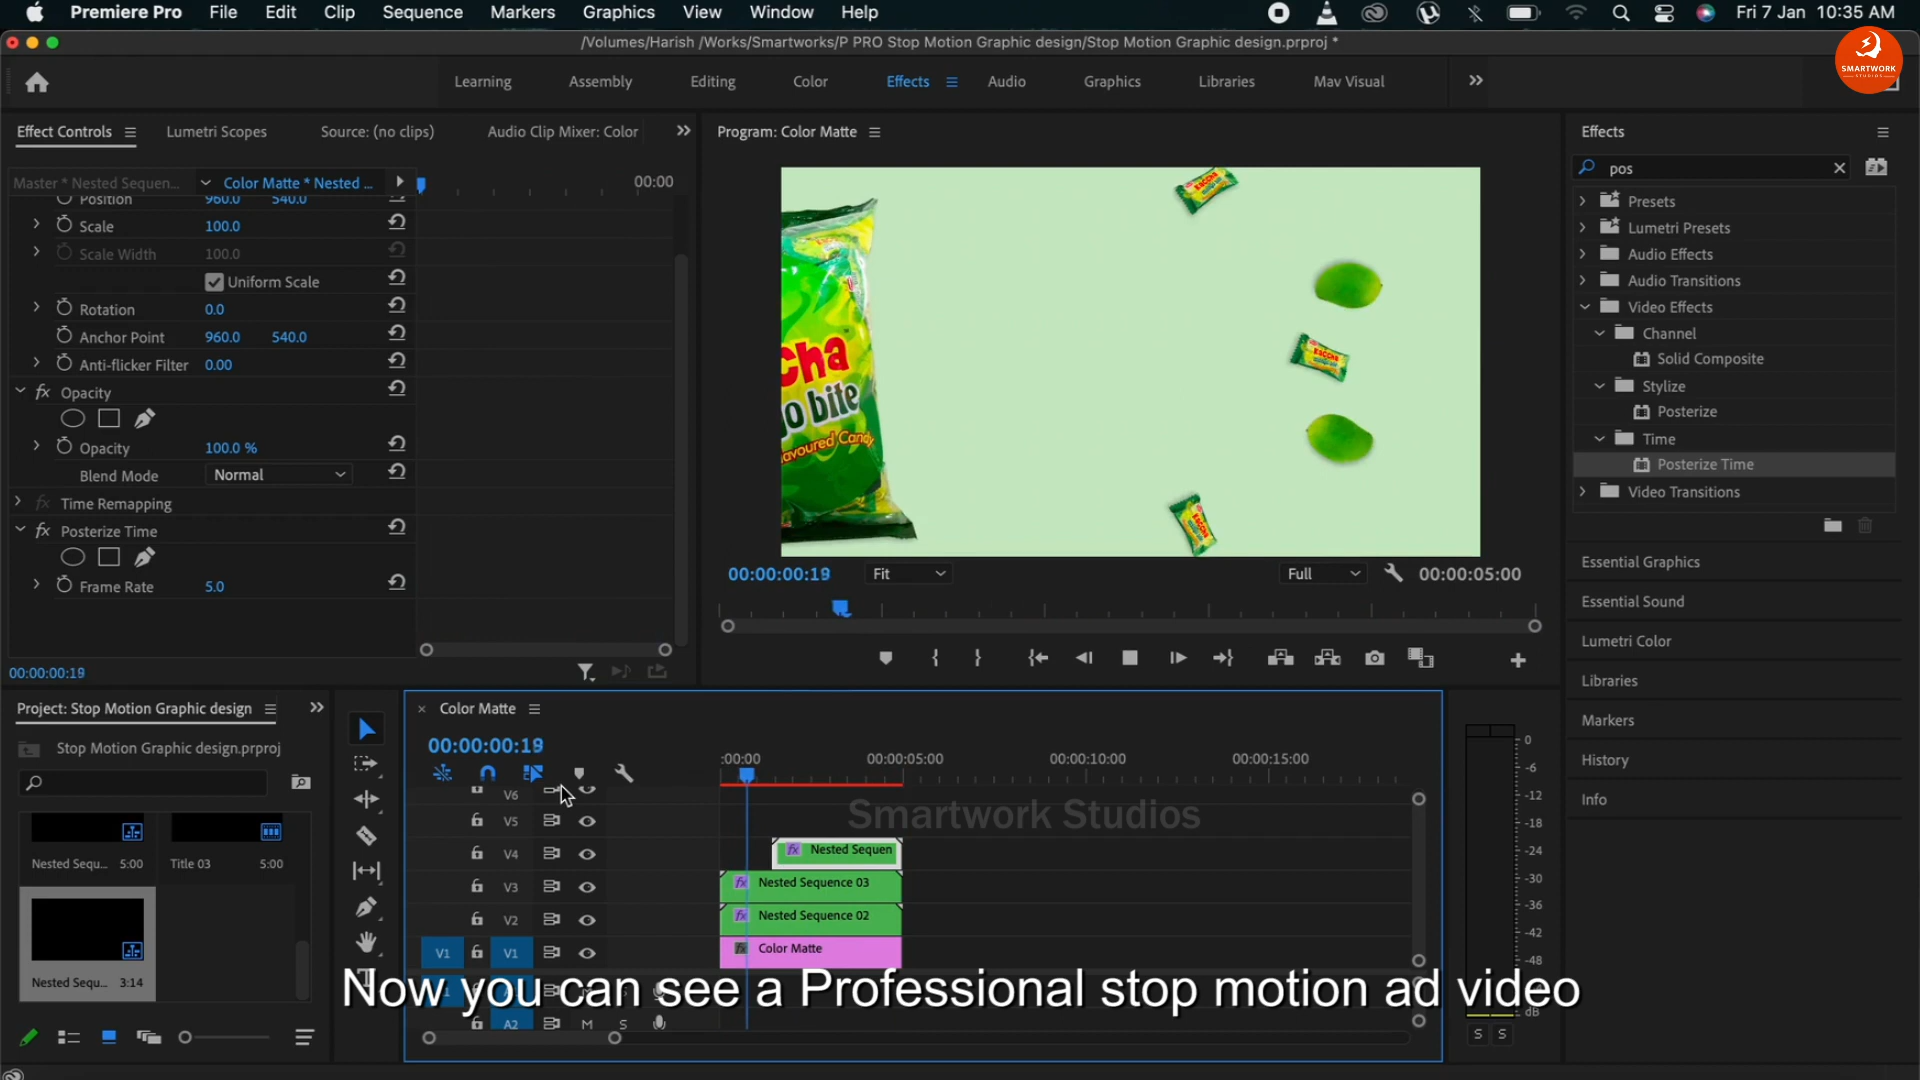 Premiere Pro File Edit Clip Sequence Markers Graphics View Window Help Fri 7 Jan 10:35 AM
/Volumes/Harish /Works/Smartworks/P PRO Stop Motion Graphic design/Stop Motion Graphic design.prproj *
SMARTWORK
STUDIOS
Learning Assembly Editing Color Effects Audio Graphics Libraries Mav Visual
Effect Controls Lumetri Scopes Source: (no clips) Audio Clip Mixer: Color
Master * Nested Sequen... Color Matte * Nested ... 00:00
Position 960.0 540.0
Scale 100.0
Scale Width 100.0
Uniform Scale
Rotation 0.0
Anchor Point 960.0 540.0
Anti-flicker Filter 0.00
fx Opacity
Opacity 100.0 %
Blend Mode Normal
fx Time Remapping
fx Posterize Time
Frame Rate 5.0
00:00:00:19
Program: Color Matte
cha
o bite
avoured Candy
00:00:00:19 Fit Full 00:00:05:00
Effects
pos
Presets
Lumetri Presets
Audio Effects
Audio Transitions
Video Effects
Channel
Solid Composite
Stylize
Posterize
Time
Posterize Time
Video Transitions
Essential Graphics
Essential Sound
Lumetri Color
Libraries
Markers
History
Info
Project: Stop Motion Graphic design
Stop Motion Graphic design.prproj
Nested Sequ... 5:00 Title 03 5:00
Nested Sequ... 3:14
Color Matte
00:00:00:19
:00:00 00:00:05:00 00:00:10:00 00:00:15:00
V6
V5
Smartwork Studios
V4 fx Nested Sequen
V3 fx Nested Sequence 03
V2 fx Nested Sequence 02
V1 V1 fx Color Matte
Now you can see a Professional stop motion ad video
A2 M S
0
-6
-12
-18
-24
-30
-36
-42
-48
dB
S S